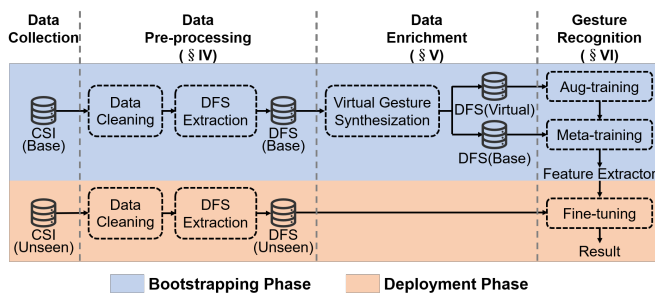 Data
Collection
Data
Pre-processing
( § IV)
Data
Enrichment
( § V)
Gesture
Recognition
( § VI)
CSI
(Base)
Data
Cleaning
DFS
Extraction
DFS
(Base)
Virtual Gesture
Synthesization
DFS(Virtual)
DFS(Base)
Aug-training
Meta-training
Feature Extractor
CSI
(Unseen)
Data
Cleaning
DFS
Extraction
DFS
(Unseen)
Fine-tuning
Result
Bootstrapping Phase
Deployment Phase